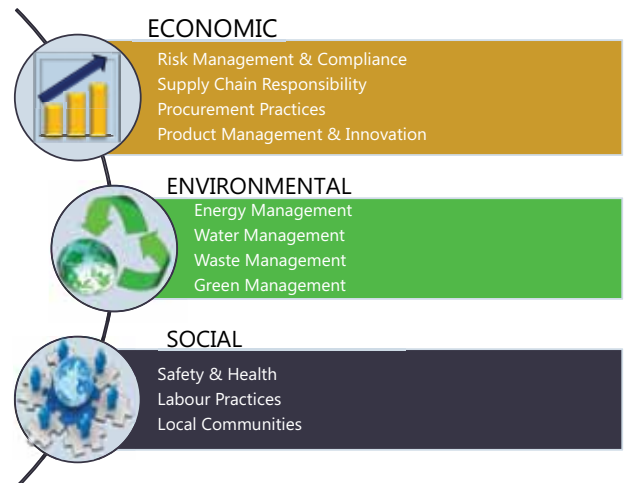 ECONOMIC
Risk Management & Compliance
Supply Chain Responsibility
Procurement Practices
Product Management & Innovation
ENVIRONMENTAL
Energy Management
Water Management
Waste Management
Green Management
SOCIAL
Safety & Health
Labour Practices
Local Communities